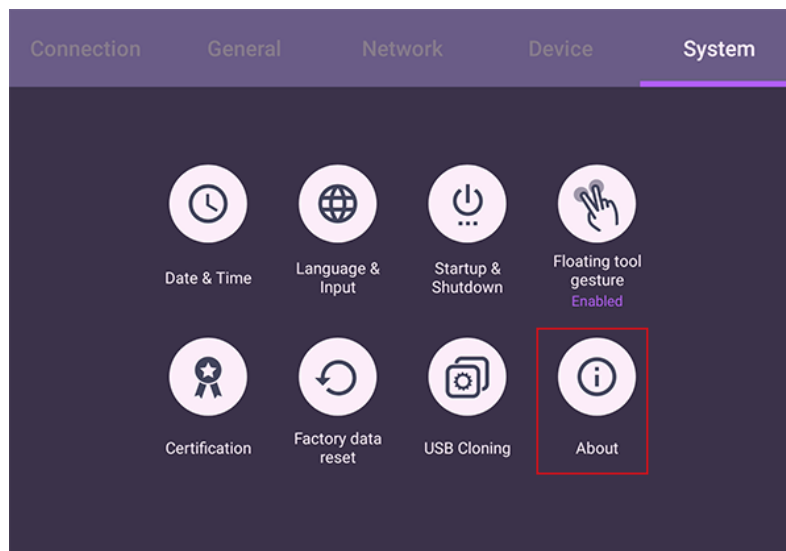 Connection General Network Device System
Date & Time
Language &
Input
Startup &
Shutdown
Floating tool
gesture
Enabled
Certification
Factory data
reset
USB Cloning
About